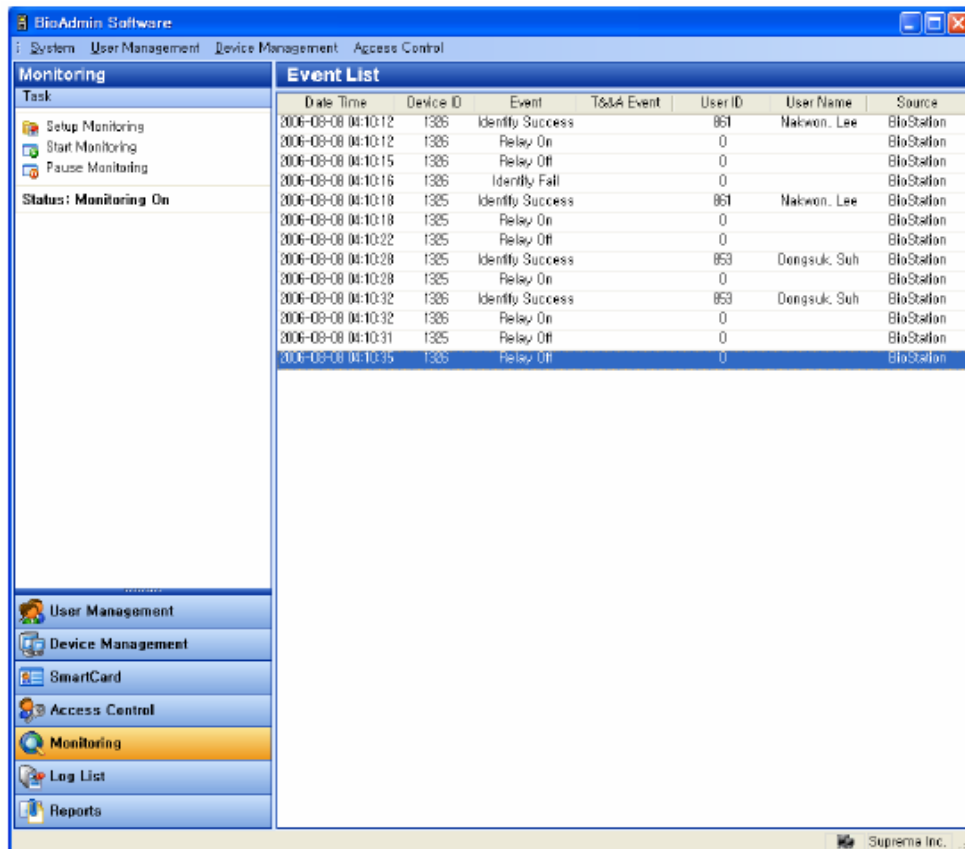 BioAdmin Software
System User Management Device Management Access Control
Monitoring
Task
Setup Monitoring
Start Monitoring
Pause Monitoring
Status: Monitoring On
Event List
Date Time Device ID Event T&&A Event User ID User Name Source
2006-08-08 04:10:12 1326 Identify Success 861 Nakwon, Lee BioStation
2006-08-08 04:10:12 1326 Relay On 0 BioStation
2006-08-08 04:10:15 1326 Relay Off 0 BioStation
2006-08-08 04:10:16 1326 Identify Fail 0 BioStation
2006-08-08 04:10:18 1325 Identify Success 861 Nakwon, Lee BioStation
2006-08-08 04:10:18 1325 Relay On 0 BioStation
2006-08-08 04:10:22 1325 Relay Off 0 BioStation
2006-08-08 04:10:28 1325 Identify Success 853 Dongsuk, Suh BioStation
2006-08-08 04:10:28 1325 Relay On 0 BioStation
2006-08-08 04:10:32 1326 Identify Success 853 Dongsuk, Suh BioStation
2006-08-08 04:10:32 1326 Relay On 0 BioStation
2006-08-08 04:10:31 1325 Relay Off 0 BioStation
2006-08-08 04:10:35 1326 Relay Off 0 BioStation
User Management
Device Management
SmartCard
Access Control
Monitoring
Log List
Reports
Suprema Inc.